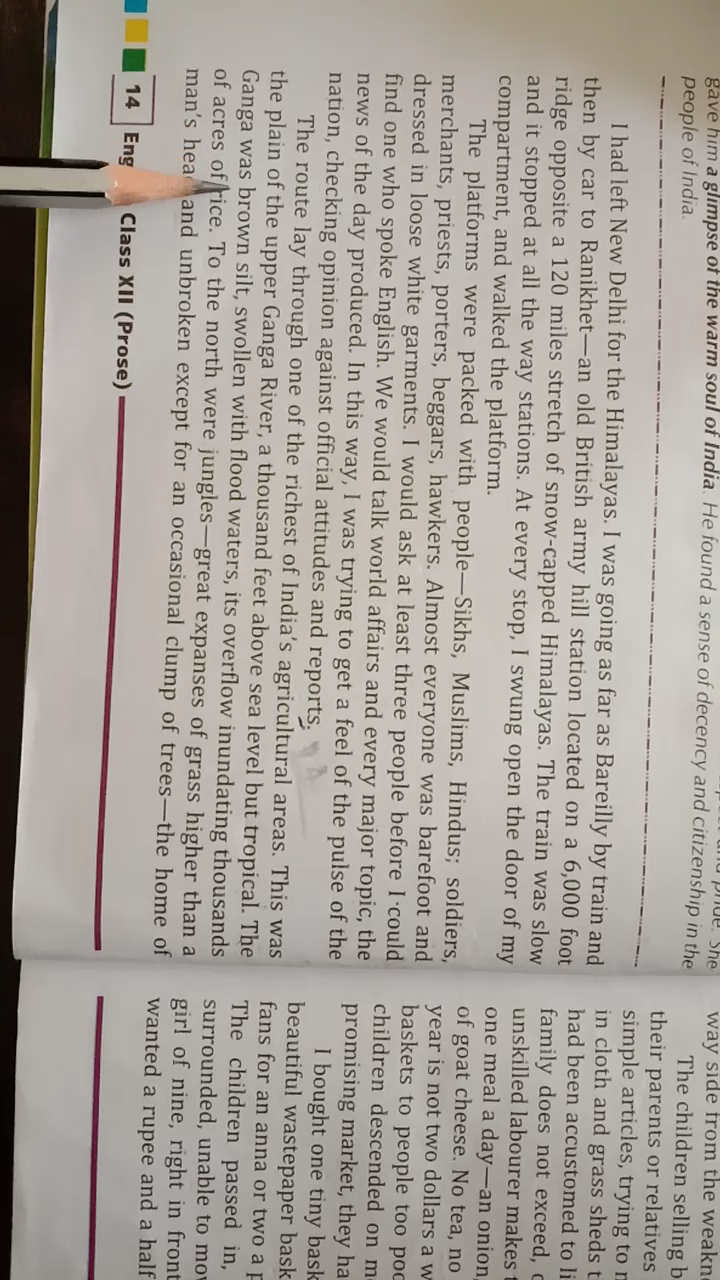 gave him a glimpse of the warm soul of India. He found a sense of decency and citizenship in the
people of India.
I had left New Delhi for the Himalayas. I was going as far as Bareilly by train and
then by car to Ranikhet—an old British army hill station located on a 6,000 foot
ridge opposite a 120 miles stretch of snow-capped Himalayas. The train was slow
and it stopped at all the way stations. At every stop, I swung open the door of my
compartment, and walked the platform.
The platforms were packed with people—Sikhs, Muslims, Hindus; soldiers,
merchants, priests, porters, beggars, hawkers. Almost everyone was barefoot and
dressed in loose white garments. I would ask at least three people before I could
find one who spoke English. We would talk world affairs and every major topic, the
news of the day produced. In this way, I was trying to get a feel of the pulse of the
nation, checking opinion against official attitudes and reports.
The route lay through one of the richest of India's agricultural areas. This was
the plain of the upper Ganga River, a thousand feet above sea level but tropical. The
Ganga was brown silt, swollen with flood waters, its overflow inundating thousands
of acres of rice. To the north were jungles—great expanses of grass higher than a
man's hea and unbroken except for an occasional clump of trees—the home of
14 Eng Class XII (Prose)
way side from the weakn
The children selling b
their parents or relatives
simple articles, trying to
in cloth and grass sheds
had been accustomed to li
family does not exceed,
unskilled labourer makes
one meal a day—an onion,
of goat cheese. No tea, no
year is not two dollars a w
baskets to people too poo
children descended on m
promising market, they ha
I bought one tiny bask
beautiful wastepaper bask
fans for an anna or two a p
The children passed in,
surrounded, unable to mov
girl of nine, right in front
wanted a rupee and a half